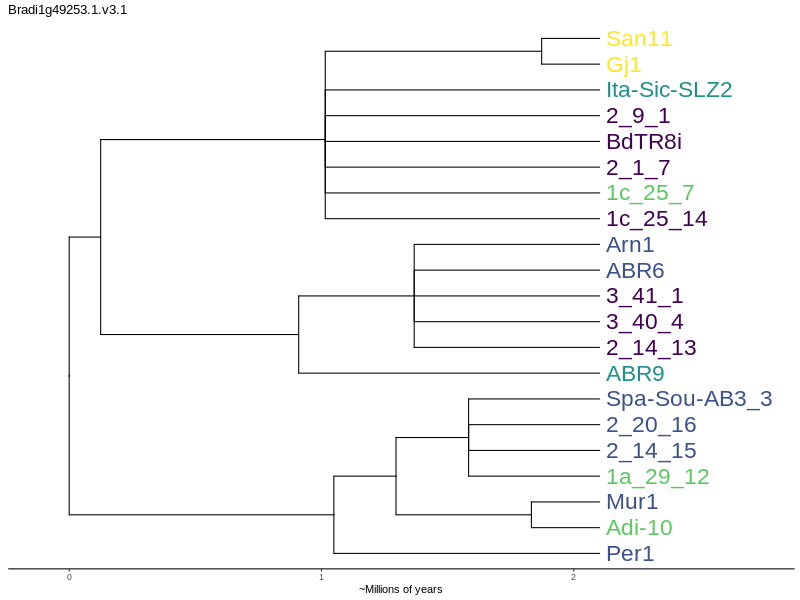 Bradi1g49253.1.v3.1
San11
Gj1
Ita-Sic-SLZ2
2_9_1
BdTR8i
2_1_7
1c_25_7
1c_25_14
Arn1
ABR6
3_41_1
3_40_4
2_14_13
ABR9
Spa-Sou-AB3_3
2_20_16
2_14_15
1a_29_12
Mur1
Adi-10
Per1
0 1 2
~Millions of years